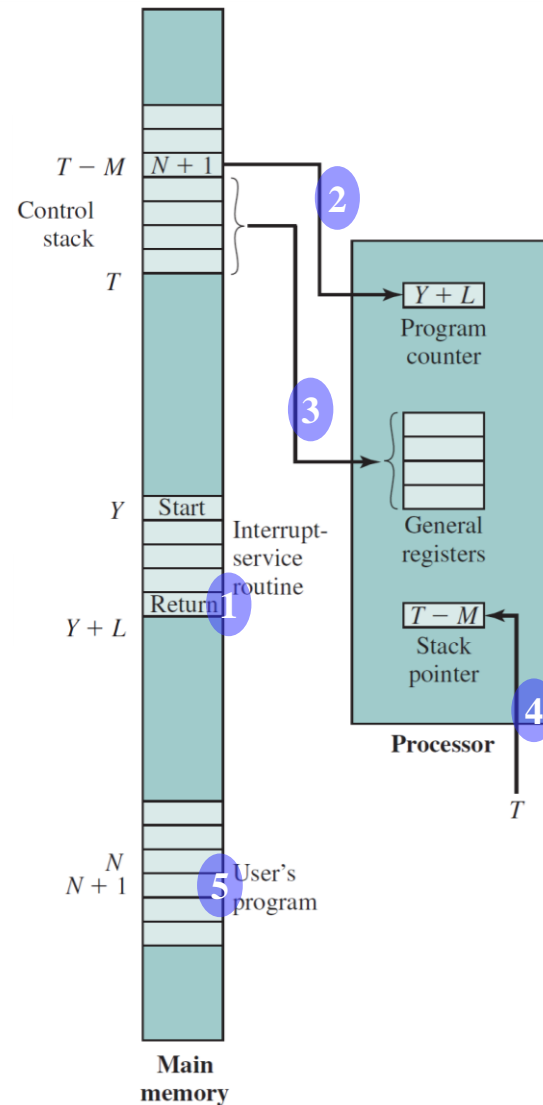 T − M
N + 1
2
Control
stack
T
Y + L
Program
counter
3
Y
Start
Interrupt-
service
routine
General
registers
Return
1
Y + L
T − M
Stack
pointer
4
Processor
T
N
N + 1
5
User's
program
Main
memory